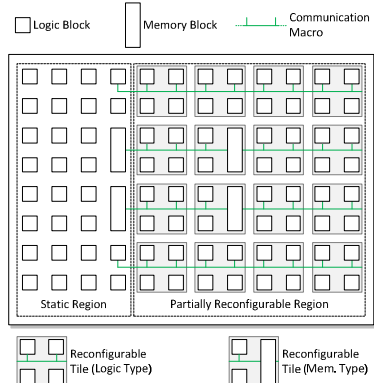 Logic Block
Memory Block
Communication
Macro
Static Region
Partially Reconfigurable Region
Reconfigurable
Tile (Logic Type)
Reconfigurable
Tile (Mem. Type)